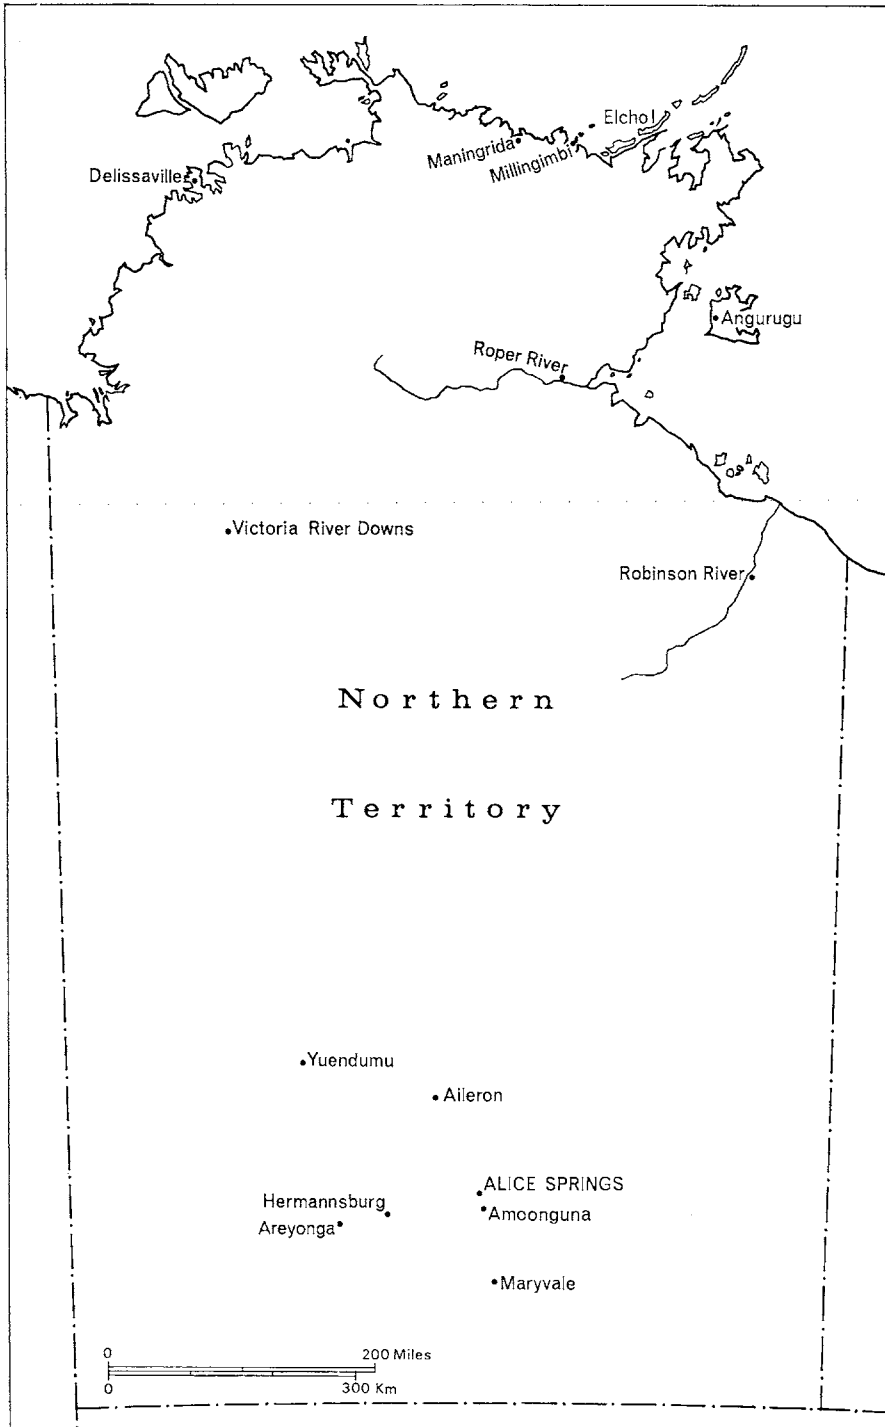 Elcho I
Maningrida
Millingimbi
Delissaville
Angurugu
Roper River
Victoria River Downs
Robinson River
Northern
Territory
Yuendumu
Aileron
ALICE SPRINGS
Hermannsburg
Amoonguna
Areyonga
Maryvale
0 200 Miles
0 300 Km